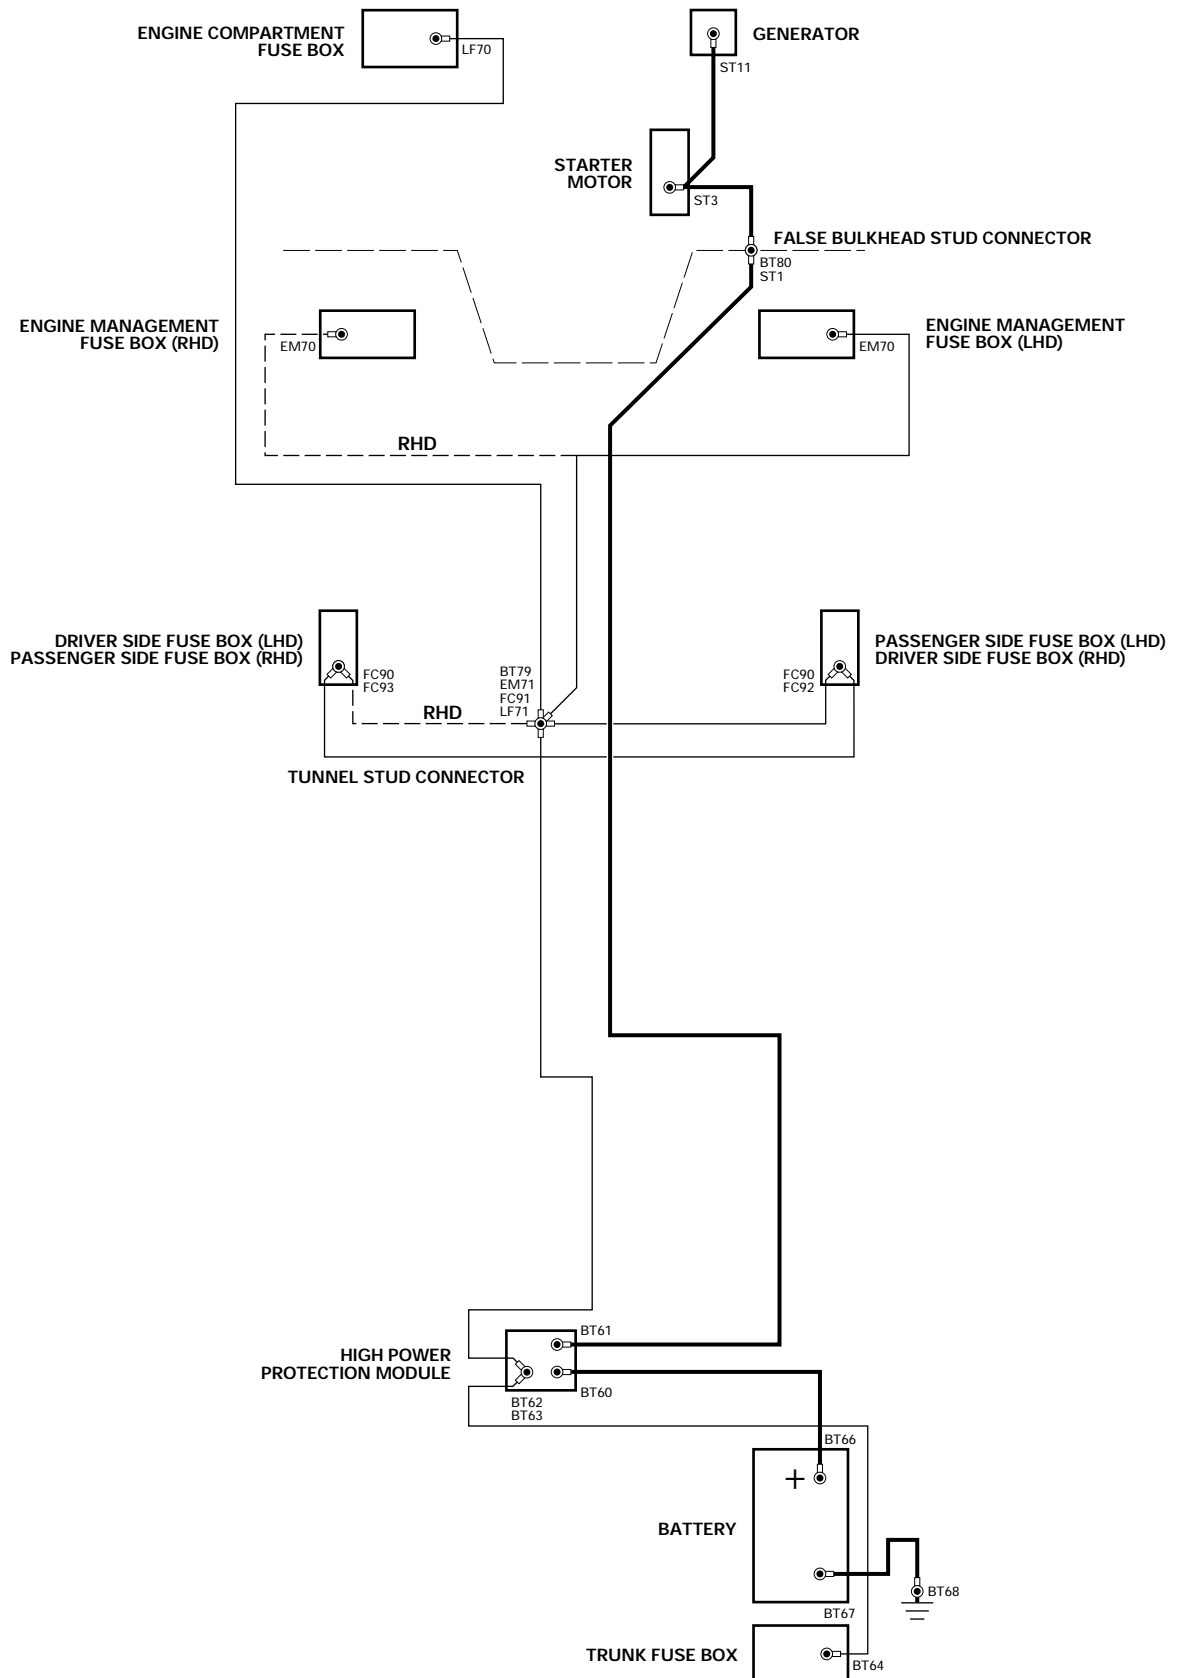 ENGINE COMPARTMENT
FUSE BOX
LF70
GENERATOR
ST11
STARTER
MOTOR
ST3
FALSE BULKHEAD STUD CONNECTOR
BT80
ST1
ENGINE MANAGEMENT
FUSE BOX (RHD)
EM70
EM70
ENGINE MANAGEMENT
FUSE BOX (LHD)
RHD
DRIVER SIDE FUSE BOX (LHD)
PASSENGER SIDE FUSE BOX (RHD)
FC90
FC93
BT79
EM71
FC91
LF71
FC90
FC92
PASSENGER SIDE FUSE BOX (LHD)
DRIVER SIDE FUSE BOX (RHD)
RHD
TUNNEL STUD CONNECTOR
HIGH POWER
PROTECTION MODULE
BT61
BT60
BT62
BT63
BT66
+
BATTERY
BT68
BT67
TRUNK FUSE BOX
BT64